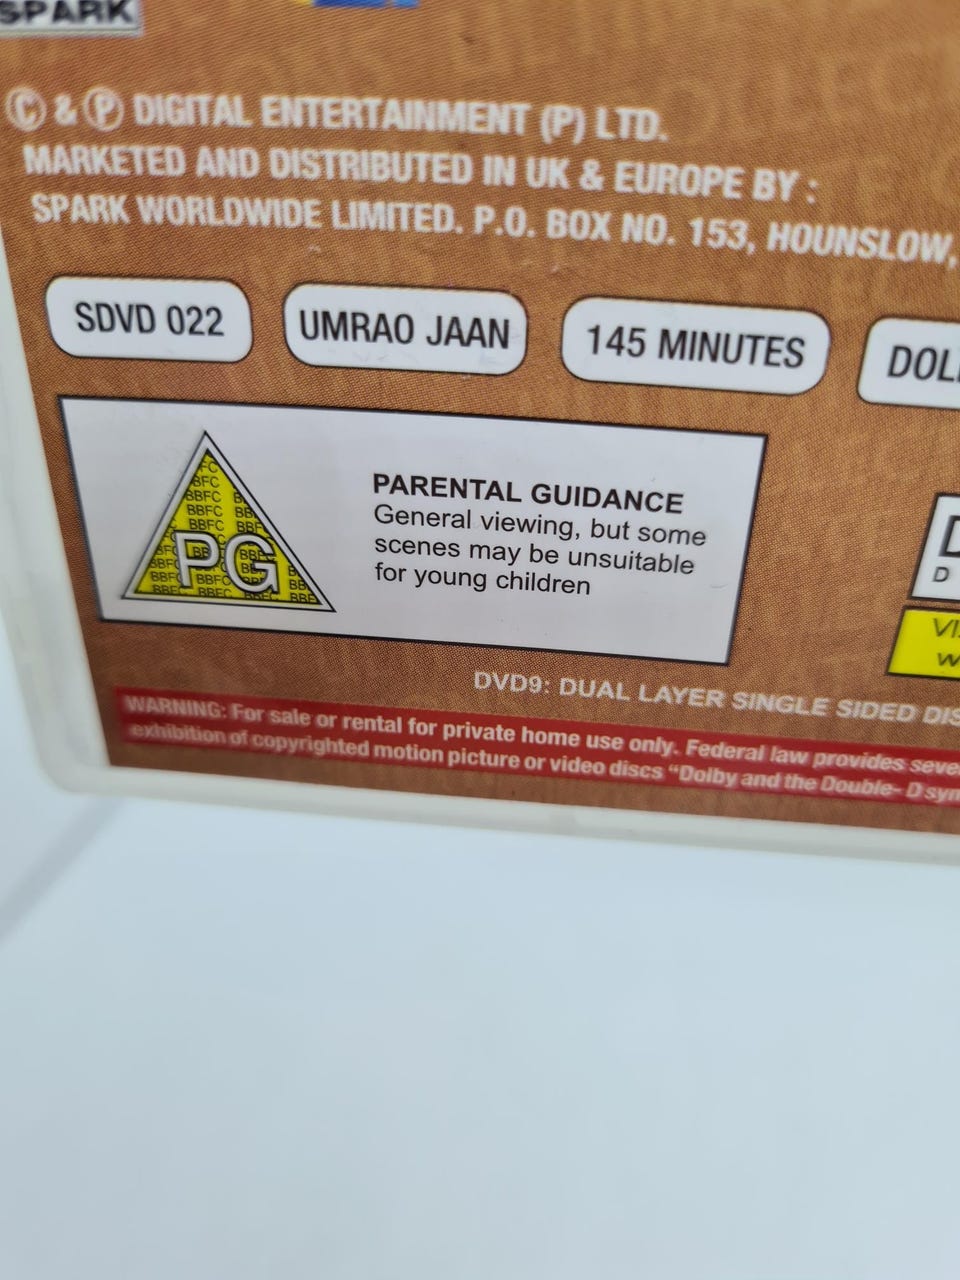 SPARK
© & ℗ DIGITAL ENTERTAINMENT (P) LTD.
MARKETED AND DISTRIBUTED IN UK & EUROPE BY :
SPARK WORLDWIDE LIMITED. P.O. BOX NO. 153, HOUNSLOW,
SDVD 022
UMRAO JAAN
145 MINUTES
PG
PARENTAL GUIDANCE
General viewing, but some
scenes may be unsuitable
for young children
DVD9: DUAL LAYER SINGLE SIDED
WARNING: For sale or rental for private home use only. Federal law provides
exhibition of copyrighted motion picture or video discs “Dolby and the Double- D